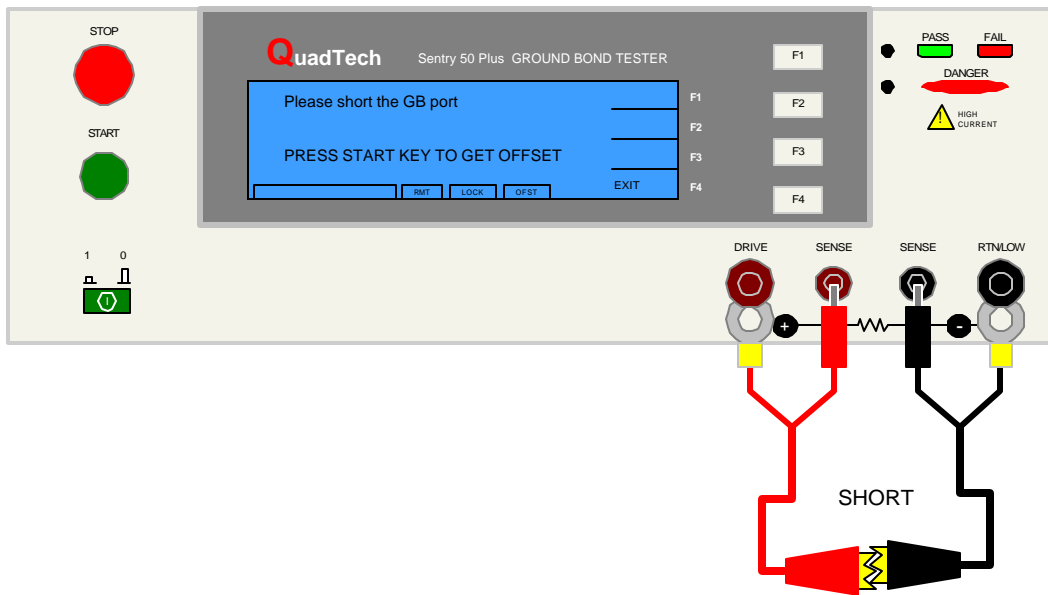 STOP
START
1 0
QuadTech Sentry 50 Plus GROUND BOND TESTER
Please short the GB port
PRESS START KEY TO GET OFFSET
RMT LOCK OFST EXIT
F1
F2
F3
F4
F1
F2
F3
F4
PASS FAIL
DANGER
! HIGH
CURRENT
DRIVE SENSE SENSE RTN/LOW
+ -
SHORT